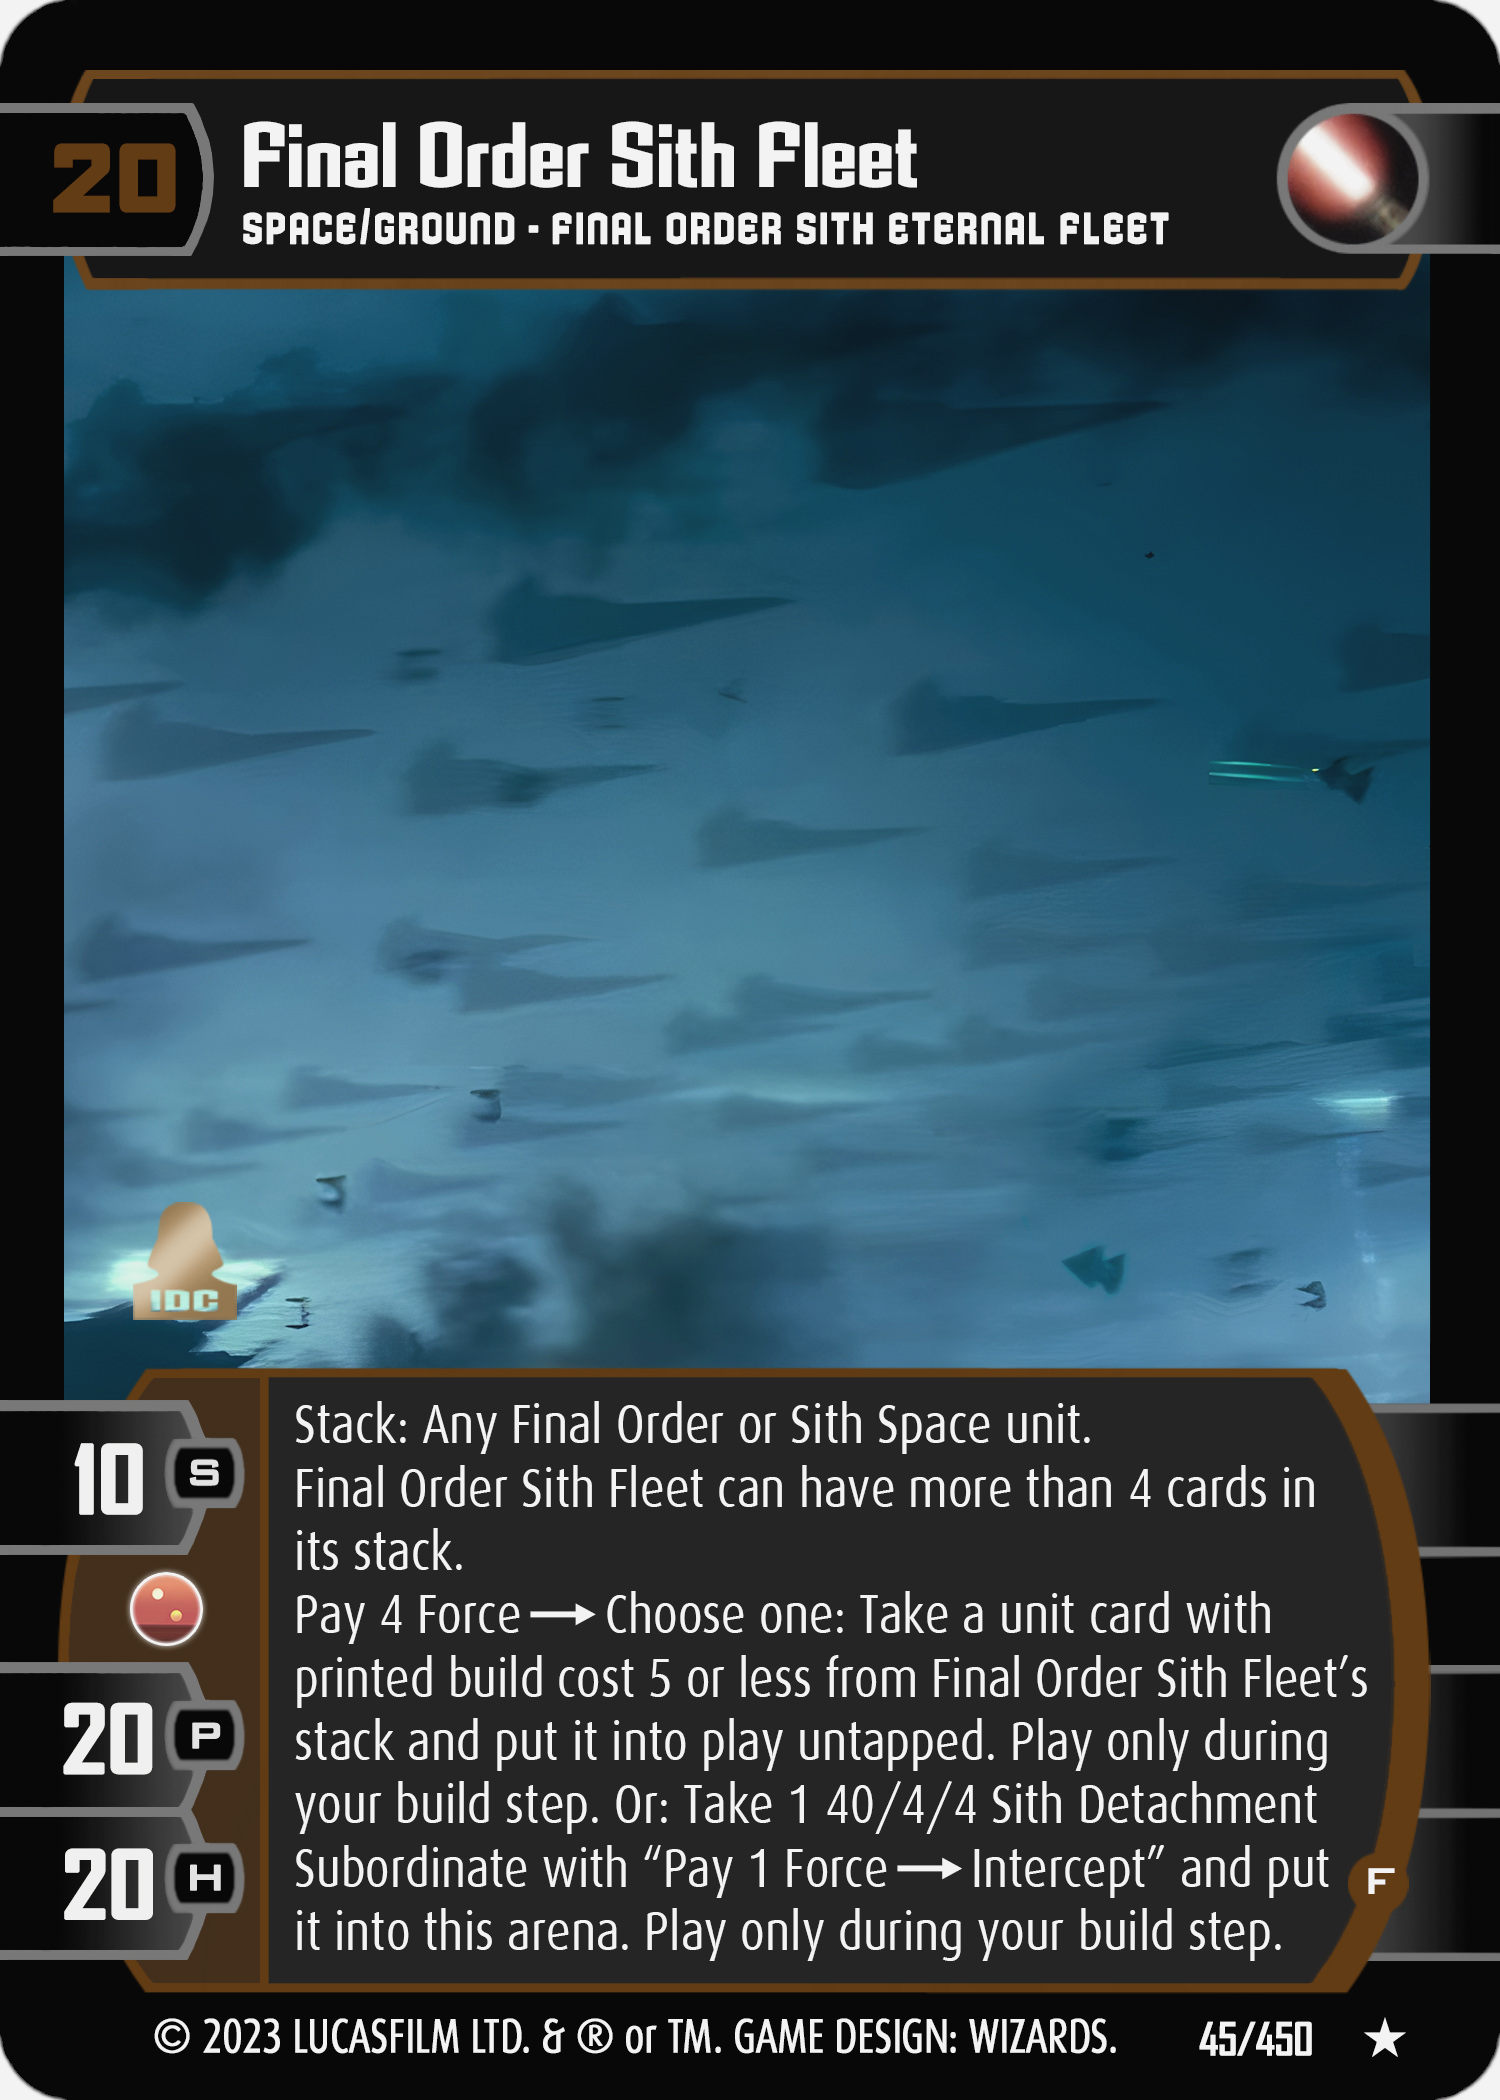 20
Final Order Sith Fleet
SPACE/GROUND - FINAL ORDER SITH ETERNAL FLEET
IDC
10 S
20 P
20 H
Stack: Any Final Order or Sith Space unit.
Final Order Sith Fleet can have more than 4 cards in
its stack.
Pay 4 Force → Choose one: Take a unit card with
printed build cost 5 or less from Final Order Sith Fleet’s
stack and put it into play untapped. Play only during
your build step. Or: Take 1 40/4/4 Sith Detachment
Subordinate with “Pay 1 Force → Intercept” and put
it into this arena. Play only during your build step.
F
© 2023 LUCASFILM LTD. & ® or TM. GAME DESIGN: WIZARDS. 45/450 ★